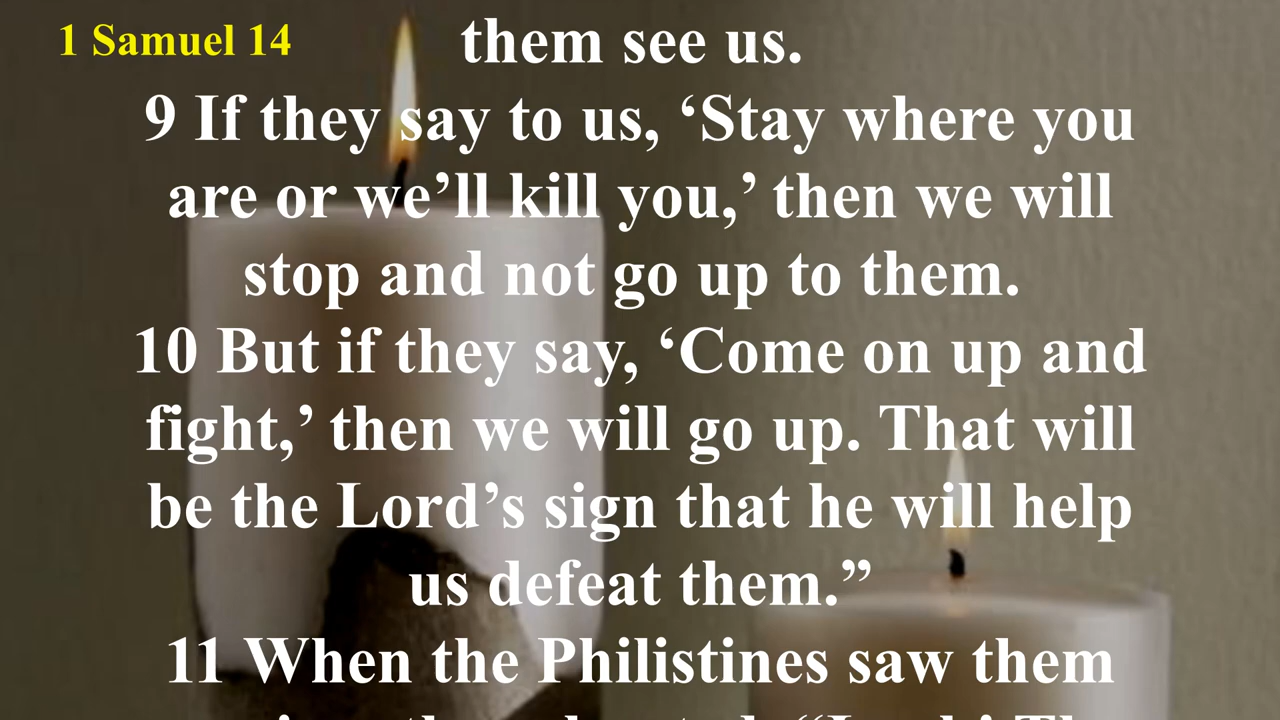 1 Samuel 14
them see us.
9 If they say to us, ‘Stay where you
are or we’ll kill you,’ then we will
stop and not go up to them.
10 But if they say, ‘Come on up and
fight,’ then we will go up. That will
be the Lord’s sign that he will help
us defeat them.”
11 When the Philistines saw them